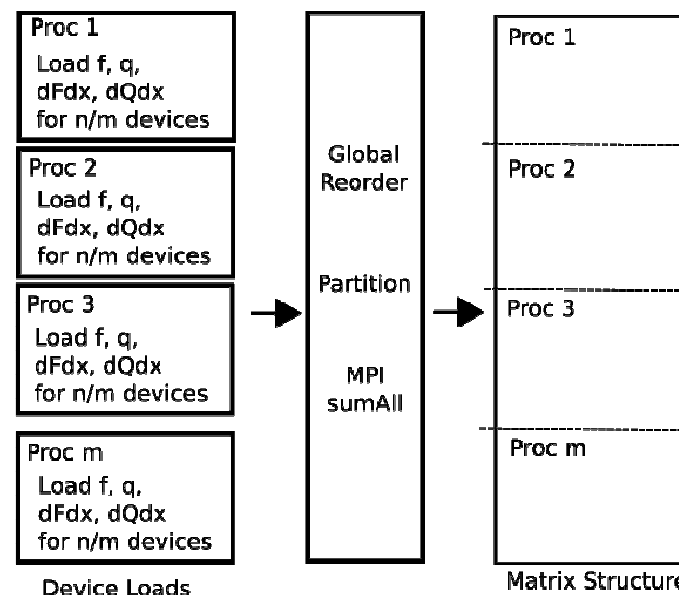 Proc 1
Load f, q,
dFdx, dQdx
for n/m devices
Proc 2
Load f, q,
dFdx, dQdx
for n/m devices
Proc 3
Load f, q,
dFdx, dQdx
for n/m devices
Proc m
Load f, q,
dFdx, dQdx
for n/m devices
Device Loads
Global
Reorder
Partition
MPI
sumAll
Proc 1
Proc 2
Proc 3
Proc m
Matrix Structure